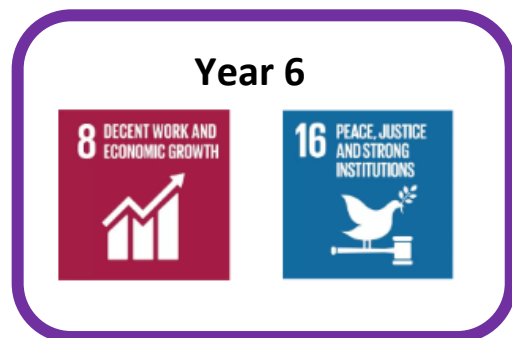 Year 6
8 DECENT WORK AND
ECONOMIC GROWTH
16 PEACE, JUSTICE
AND STRONG
INSTITUTIONS